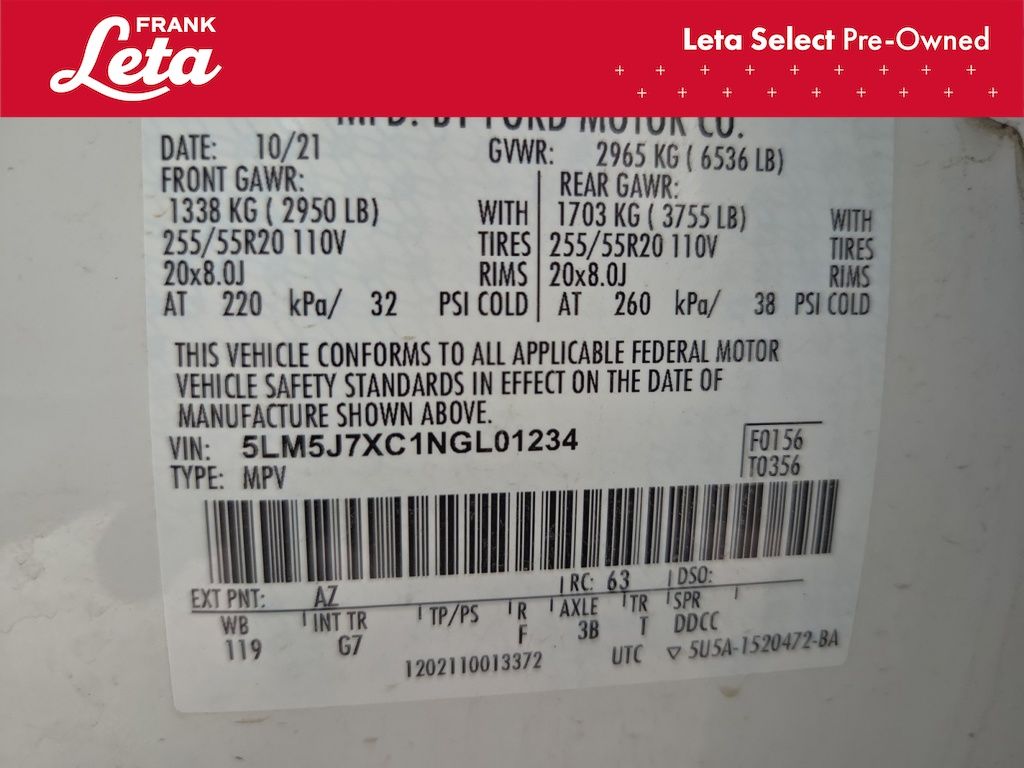 FRANK
Leta
Leta Select Pre-Owned
MFD. BY FORD MOTOR CO.
DATE: 10/21 GVWR: 2965 KG ( 6536 LB)
FRONT GAWR: REAR GAWR:
1338 KG ( 2950 LB) WITH 1703 KG ( 3755 LB) WITH
255/55R20 110V TIRES 255/55R20 110V TIRES
20x8.0J RIMS 20x8.0J RIMS
AT 220 kPa/ 32 PSI COLD AT 260 kPa/ 38 PSI COLD
THIS VEHICLE CONFORMS TO ALL APPLICABLE FEDERAL MOTOR
VEHICLE SAFETY STANDARDS IN EFFECT ON THE DATE OF
MANUFACTURE SHOWN ABOVE.
VIN: 5LM5J7XC1NGL01234 F0156
TYPE: MPV T0356
EXT PNT: AZ RC: 63 DSO:
WB INT TR TP/PS R AXLE TR SPR
119 G7 F 3B T DDCC
1202110013372 UTC ▽ 5U5A-1520472-BA